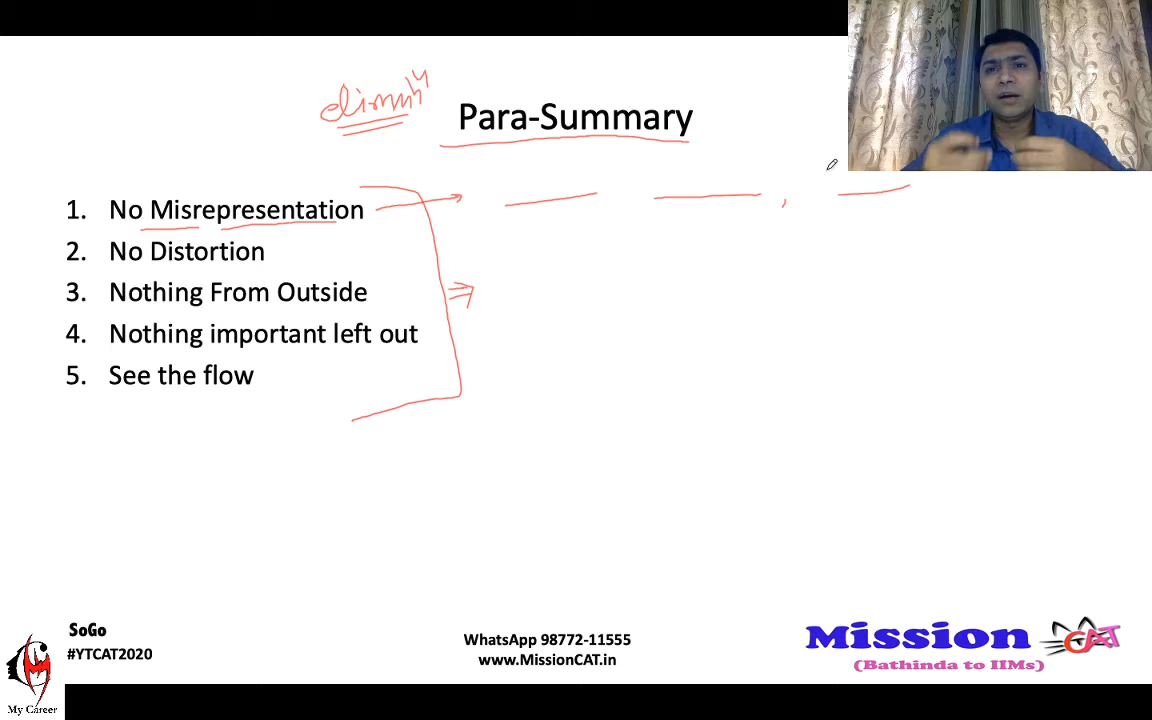 Para-Summary
1. No Misrepresentation
2. No Distortion
3. Nothing From Outside
4. Nothing important left out
5. See the flow
SoGo
#YTCAT2020
WhatsApp 98772-11555
www.MissionCAT.in
Mission CAT
(Bathinda to IIMs)
My Career